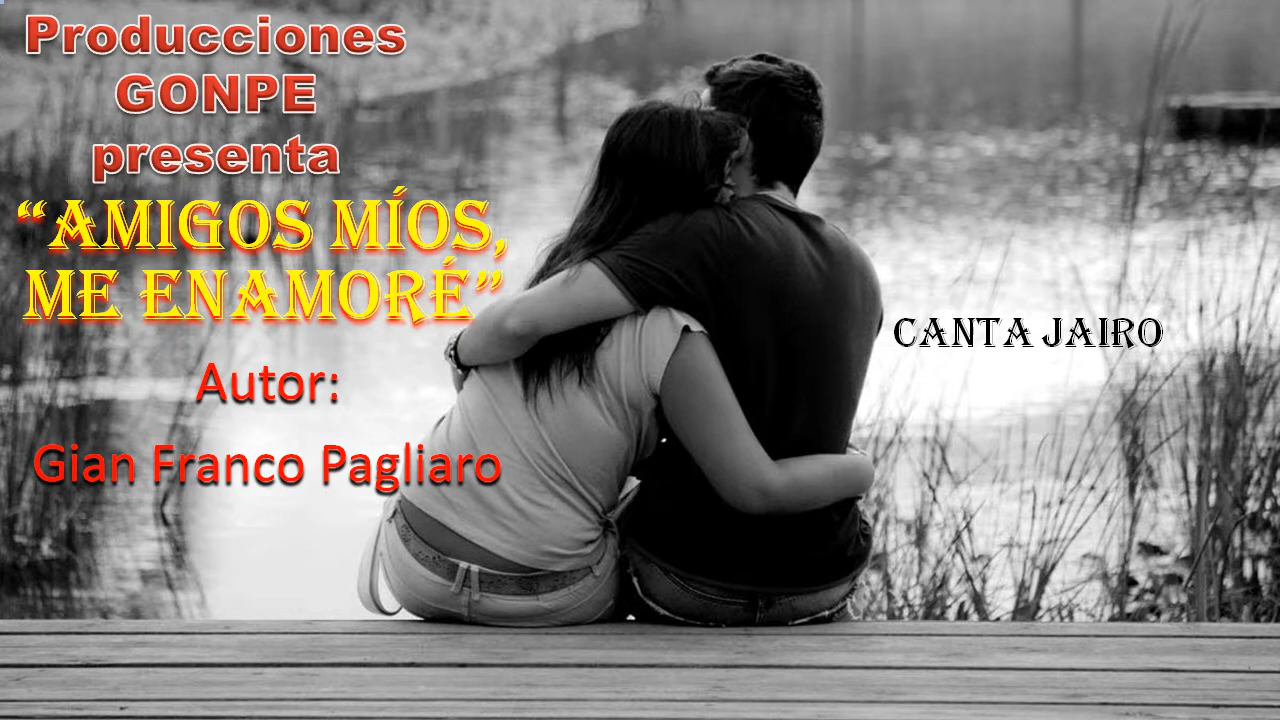 Producciones
GONPE
presenta
“AMIGOS MÍOS,
ME ENAMORÉ”
Autor:
Gian Franco Pagliaro
CANTA JAIRO